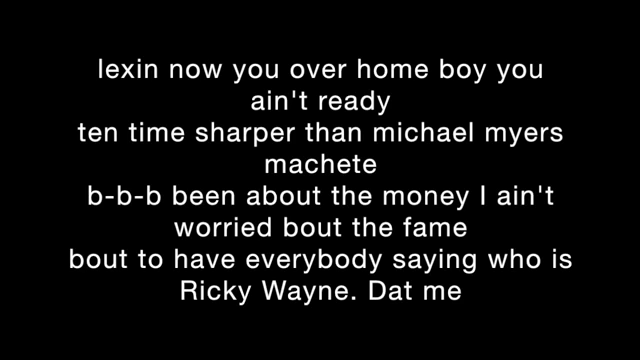 lexin now you over home boy you
ain't ready
ten time sharper than michael myers
machete
b-b-b been about the money I ain't
worried bout the fame
bout to have everybody saying who is
Ricky Wayne. Dat me